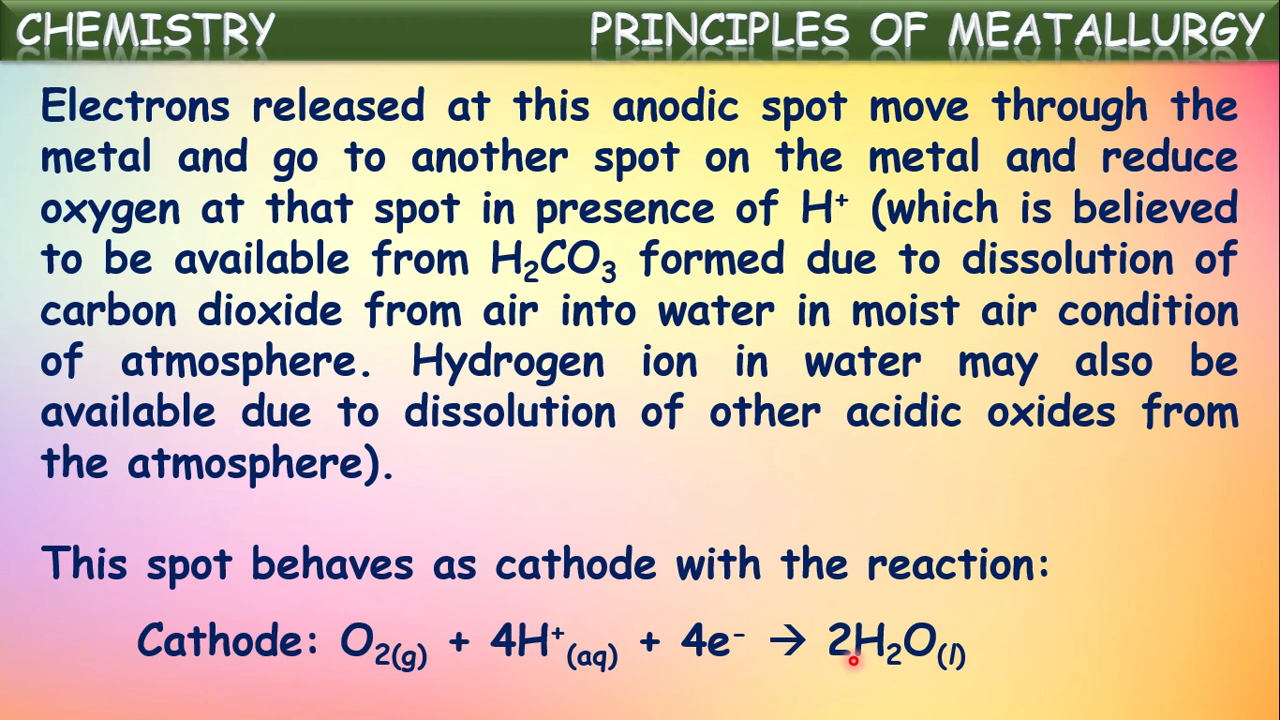 CHEMISTRY PRINCIPLES OF MEATALLURGY
Electrons released at this anodic spot move through the
metal and go to another spot on the metal and reduce
oxygen at that spot in presence of H⁺ (which is believed
to be available from H₂CO₃ formed due to dissolution of
carbon dioxide from air into water in moist air condition
of atmosphere. Hydrogen ion in water may also be
available due to dissolution of other acidic oxides from
the atmosphere).
This spot behaves as cathode with the reaction:
Cathode: O₂(g) + 4H⁺(aq) + 4e⁻ → 2H₂O(l)